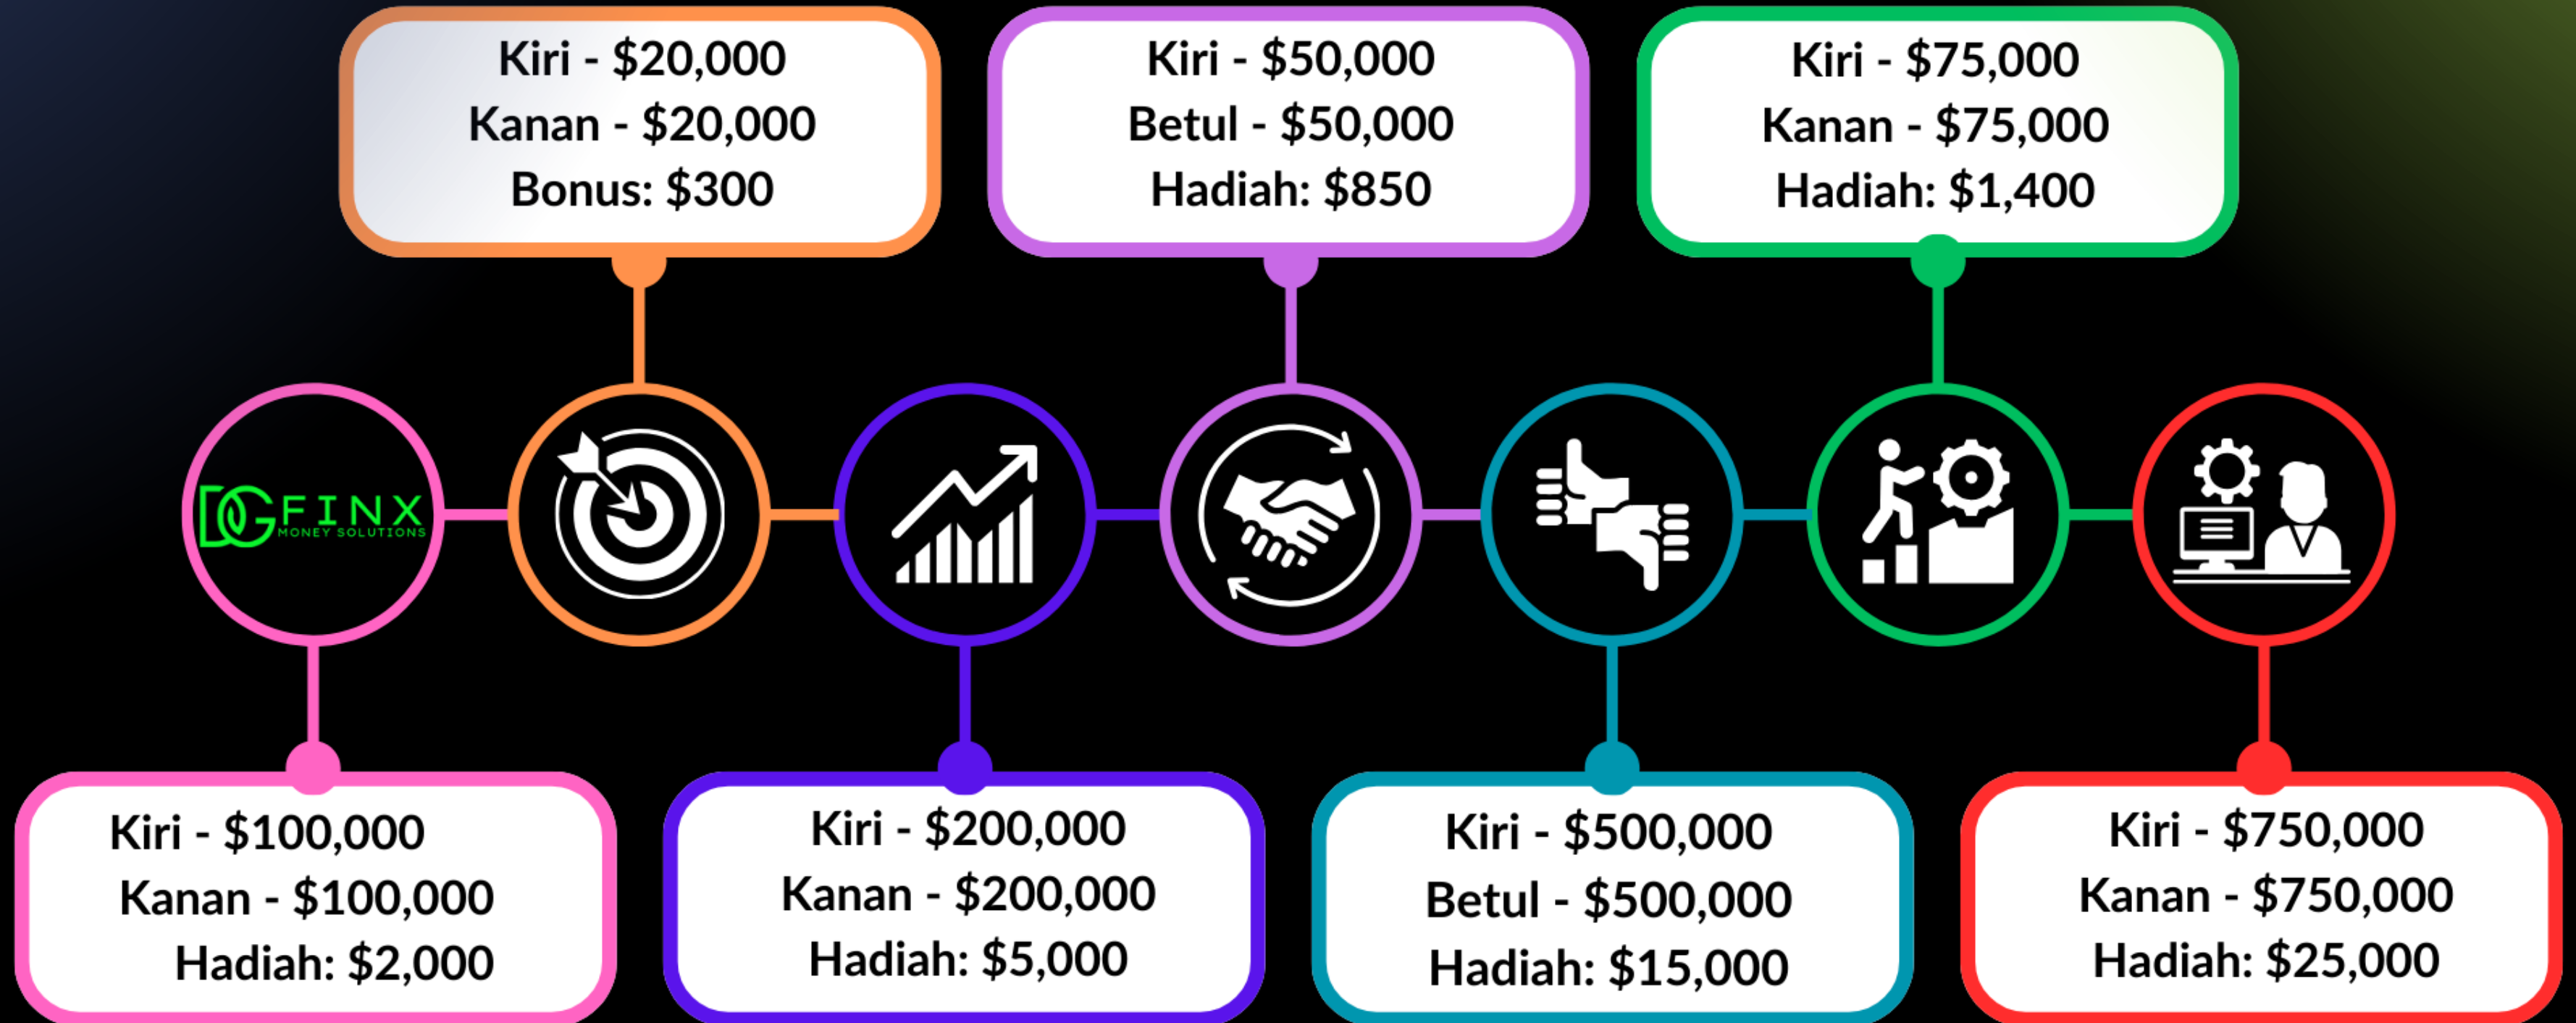 Kiri - $20,000
Kanan - $20,000
Bonus: $300
Kiri - $50,000
Betul - $50,000
Hadiah: $850
Kiri - $75,000
Kanan - $75,000
Hadiah: $1,400
DGFINX
MONEY SOLUTIONS
Kiri - $100,000
Kanan - $100,000
Hadiah: $2,000
Kiri - $200,000
Kanan - $200,000
Hadiah: $5,000
Kiri - $500,000
Betul - $500,000
Hadiah: $15,000
Kiri - $750,000
Kanan - $750,000
Hadiah: $25,000